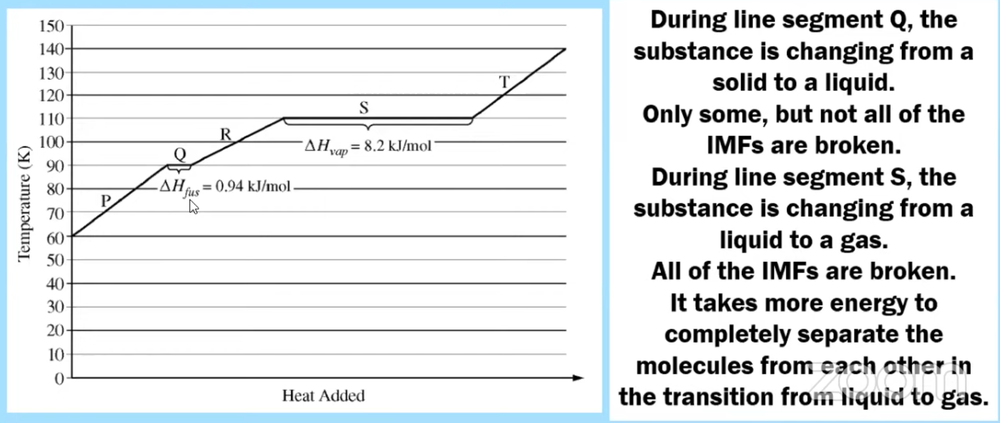 150
140
130
120
110
100
90
80
70
60
50
40
30
20
10
0
Temperature (K)
P
Q
R
S
T
ΔHfus = 0.94 kJ/mol
ΔHvap = 8.2 kJ/mol
Heat Added
During line segment Q, the
substance is changing from a
solid to a liquid.
Only some, but not all of the
IMFs are broken.
During line segment S, the
substance is changing from a
liquid to a gas.
All of the IMFs are broken.
It takes more energy to
completely separate the
molecules from each other in
the transition from liquid to gas.
zoom